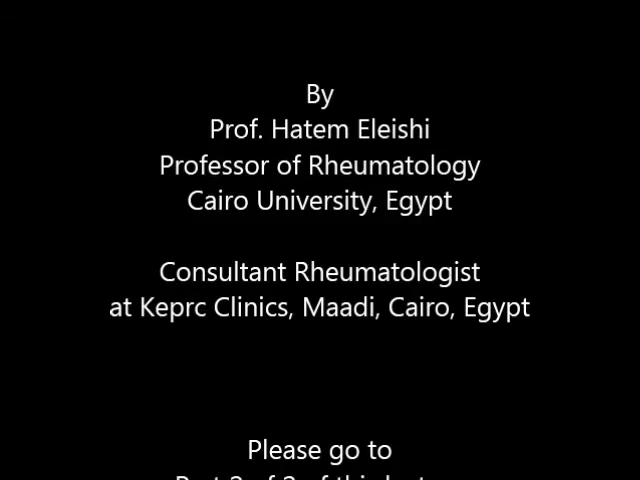 By
Prof. Hatem Eleishi
Professor of Rheumatology
Cairo University, Egypt
Consultant Rheumatologist
at Keprc Clinics, Maadi, Cairo, Egypt
Please go to